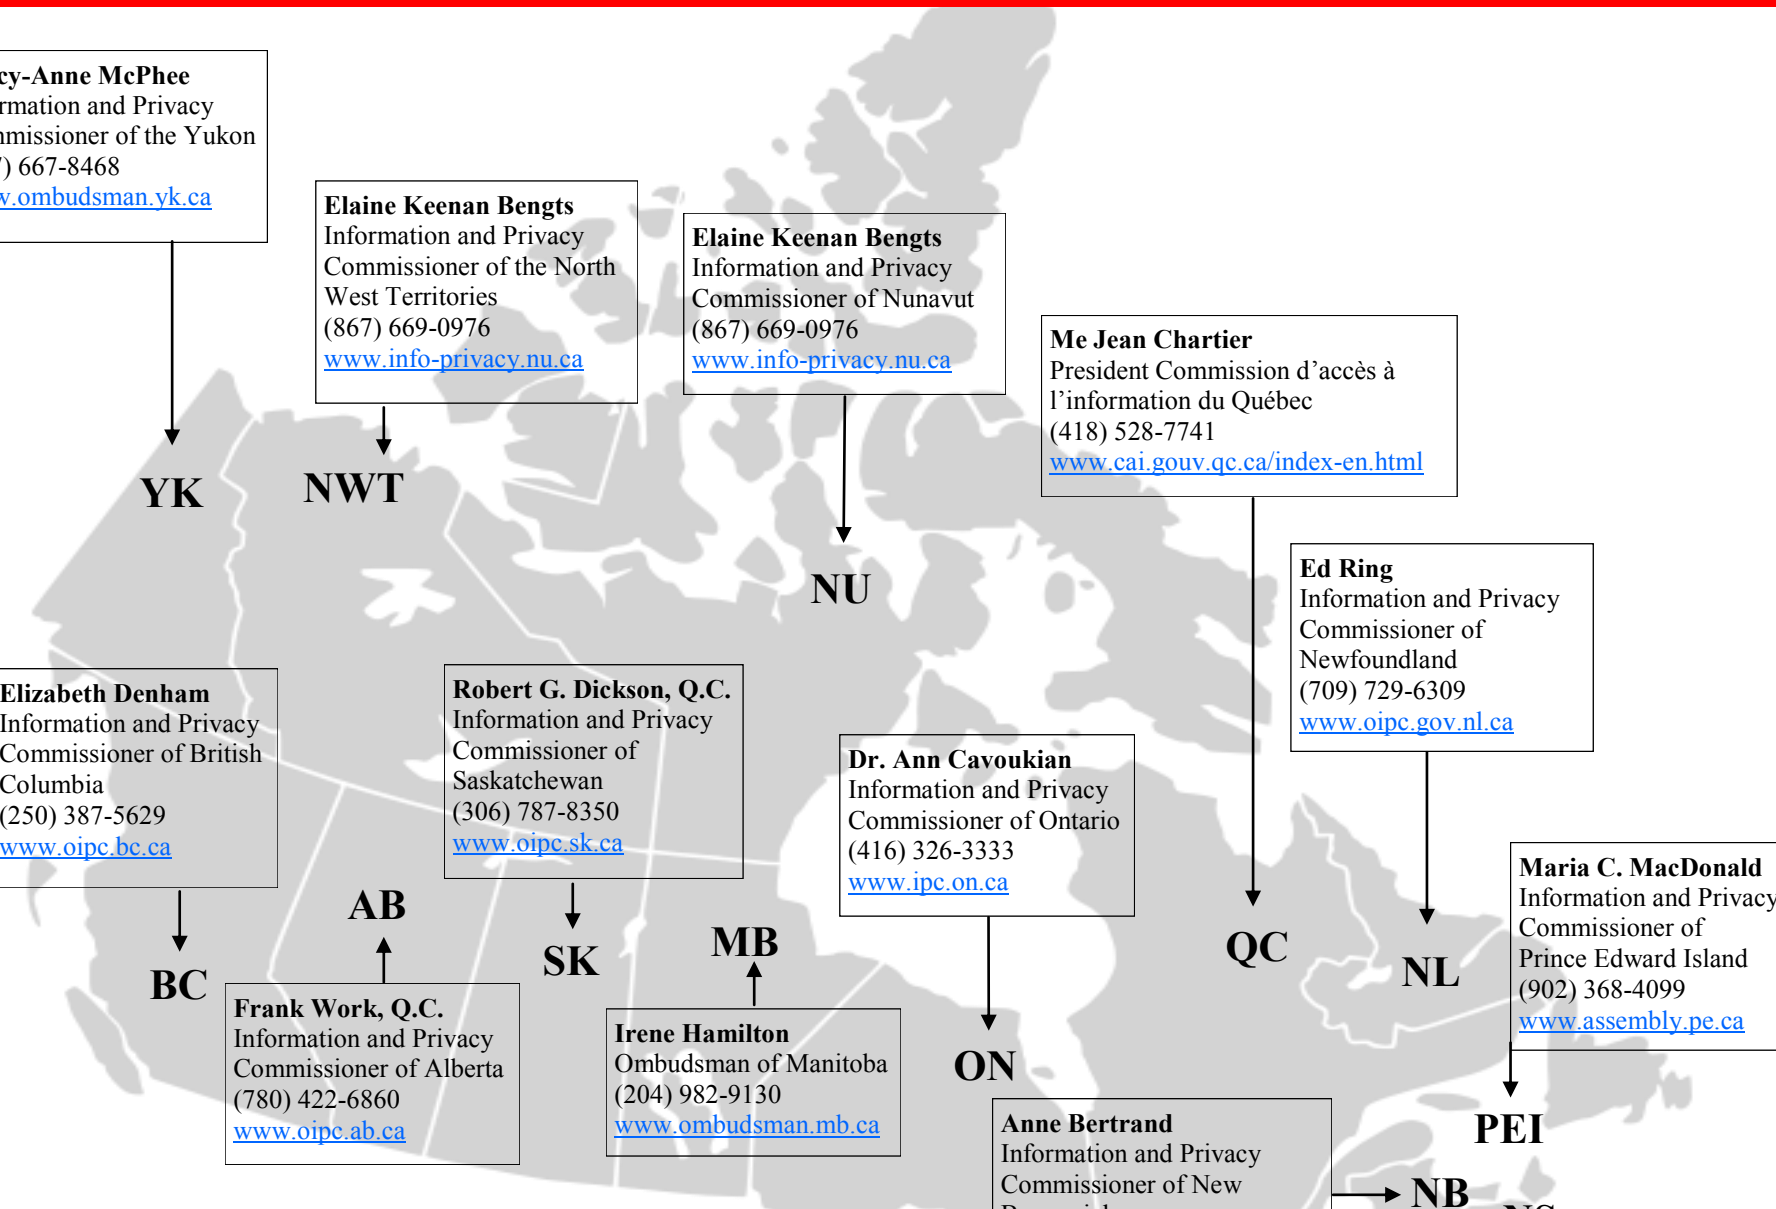 cy-Anne McPhee
rmation and Privacy
missioner of the Yukon
) 667-8468
.ombudsman.yk.ca
Elaine Keenan Bengts
Information and Privacy
Commissioner of the North
West Territories
(867) 669-0976
www.info-privacy.nu.ca
Elaine Keenan Bengts
Information and Privacy
Commissioner of Nunavut
(867) 669-0976
www.info-privacy.nu.ca
Me Jean Chartier
President Commission d’accès à
l’information du Québec
(418) 528-7741
www.cai.gouv.qc.ca/index-en.html
YK
NWT
NU
Ed Ring
Information and Privacy
Commissioner of
Newfoundland
(709) 729-6309
www.oipc.gov.nl.ca
Elizabeth Denham
Information and Privacy
Commissioner of British
Columbia
(250) 387-5629
www.oipc.bc.ca
Robert G. Dickson, Q.C.
Information and Privacy
Commissioner of
Saskatchewan
(306) 787-8350
www.oipc.sk.ca
Dr. Ann Cavoukian
Information and Privacy
Commissioner of Ontario
(416) 326-3333
www.ipc.on.ca
Maria C. MacDonald
Information and Privacy
Commissioner of
Prince Edward Island
(902) 368-4099
www.assembly.pe.ca
AB
BC
SK
MB
QC
NL
Frank Work, Q.C.
Information and Privacy
Commissioner of Alberta
(780) 422-6860
www.oipc.ab.ca
Irene Hamilton
Ombudsman of Manitoba
(204) 982-9130
www.ombudsman.mb.ca
ON
PEI
Anne Bertrand
Information and Privacy
Commissioner of New
NB